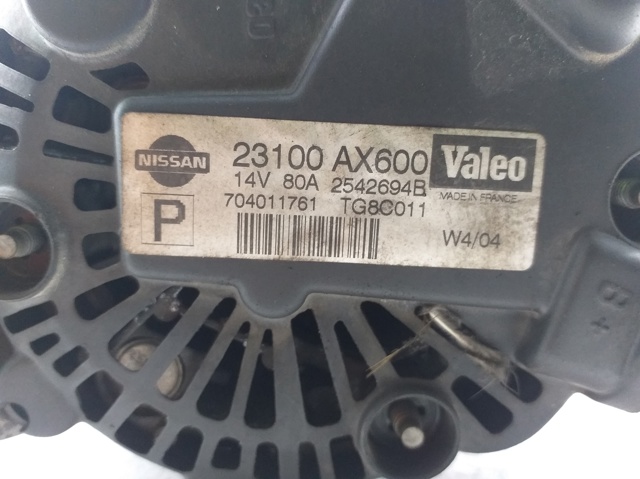 NISSAN
23100 AX600
Valeo
14V 80A 2542694B
MADE IN FRANCE
704011761 TG8C011
P
W4/04
+